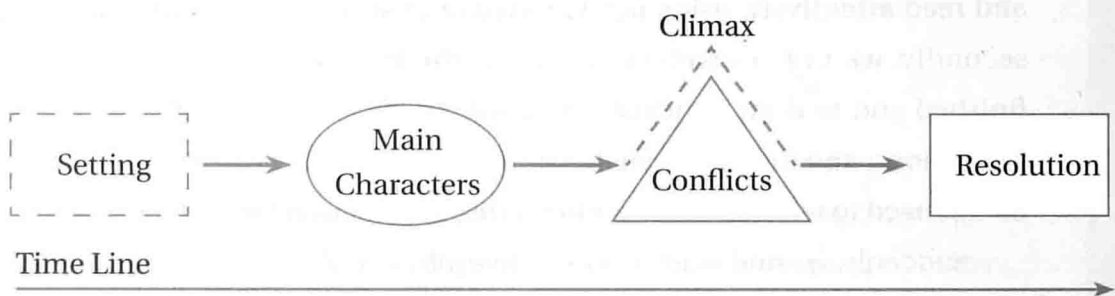 Climax
Setting
Main
Characters
Conflicts
Resolution
Time Line